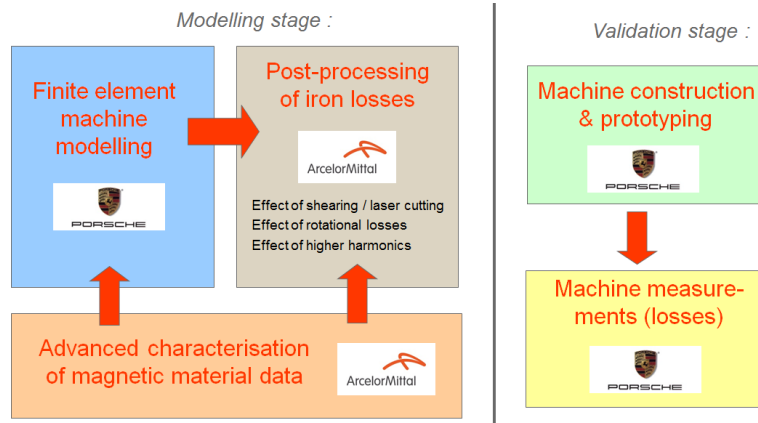 Modelling stage :
Finite element
machine
modelling
PORSCHE
Post-processing
of iron losses
ArcelorMittal
Effect of shearing / laser cutting
Effect of rotational losses
Effect of higher harmonics
Advanced characterisation
of magnetic material data
ArcelorMittal
Validation stage :
Machine construction
& prototyping
PORSCHE
Machine measure-
ments (losses)
PORSCHE